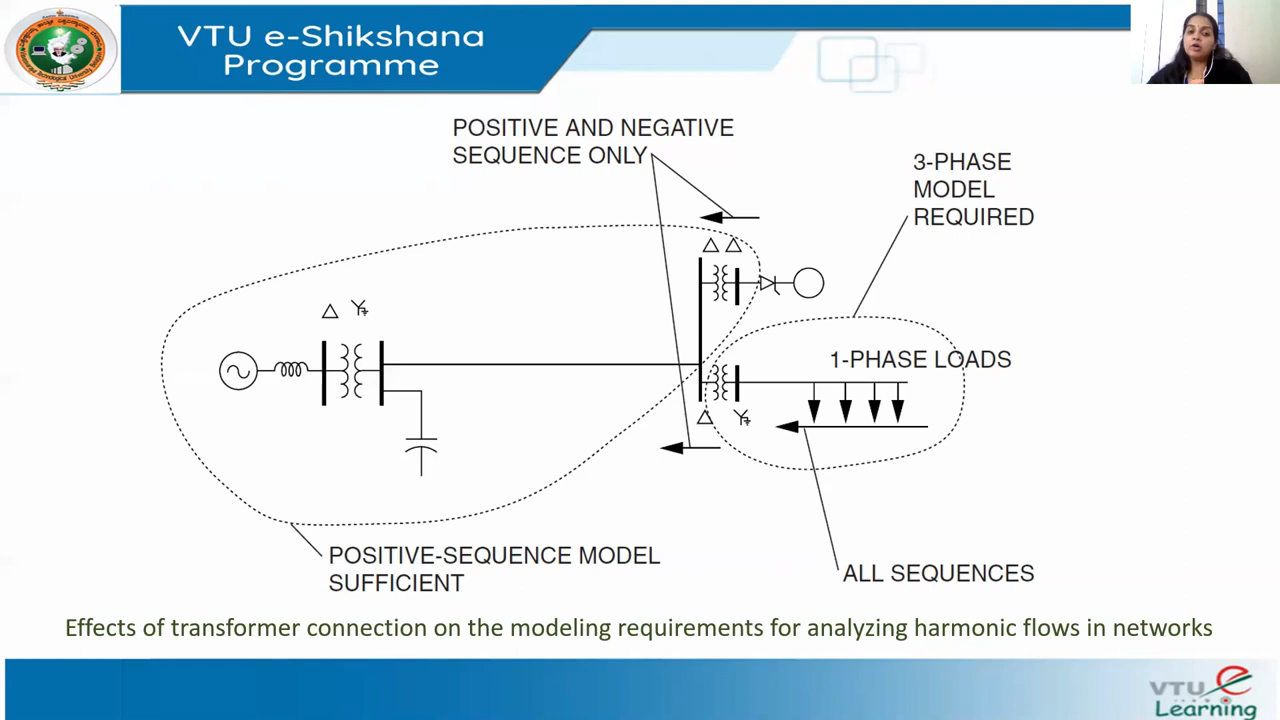 VTU e-Shikshana
Programme
POSITIVE AND NEGATIVE
SEQUENCE ONLY
3-PHASE
MODEL
REQUIRED
1-PHASE LOADS
POSITIVE-SEQUENCE MODEL
SUFFICIENT
ALL SEQUENCES
Effects of transformer connection on the modeling requirements for analyzing harmonic flows in networks
VTU e
Learning